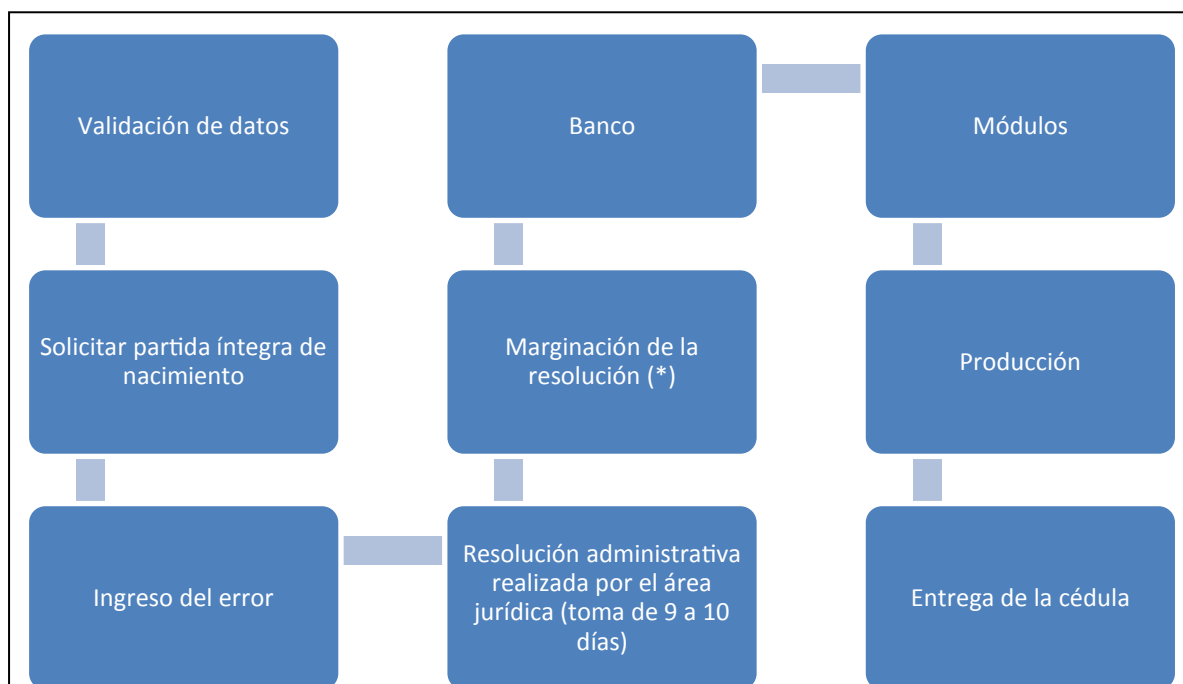 Validación de datos
Solicitar partida íntegra de
nacimiento
Ingreso del error
Resolución administrativa
realizada por el área
jurídica (toma de 9 a 10
días)
Marginación de la
resolución (*)
Banco
Módulos
Producción
Entrega de la cédula